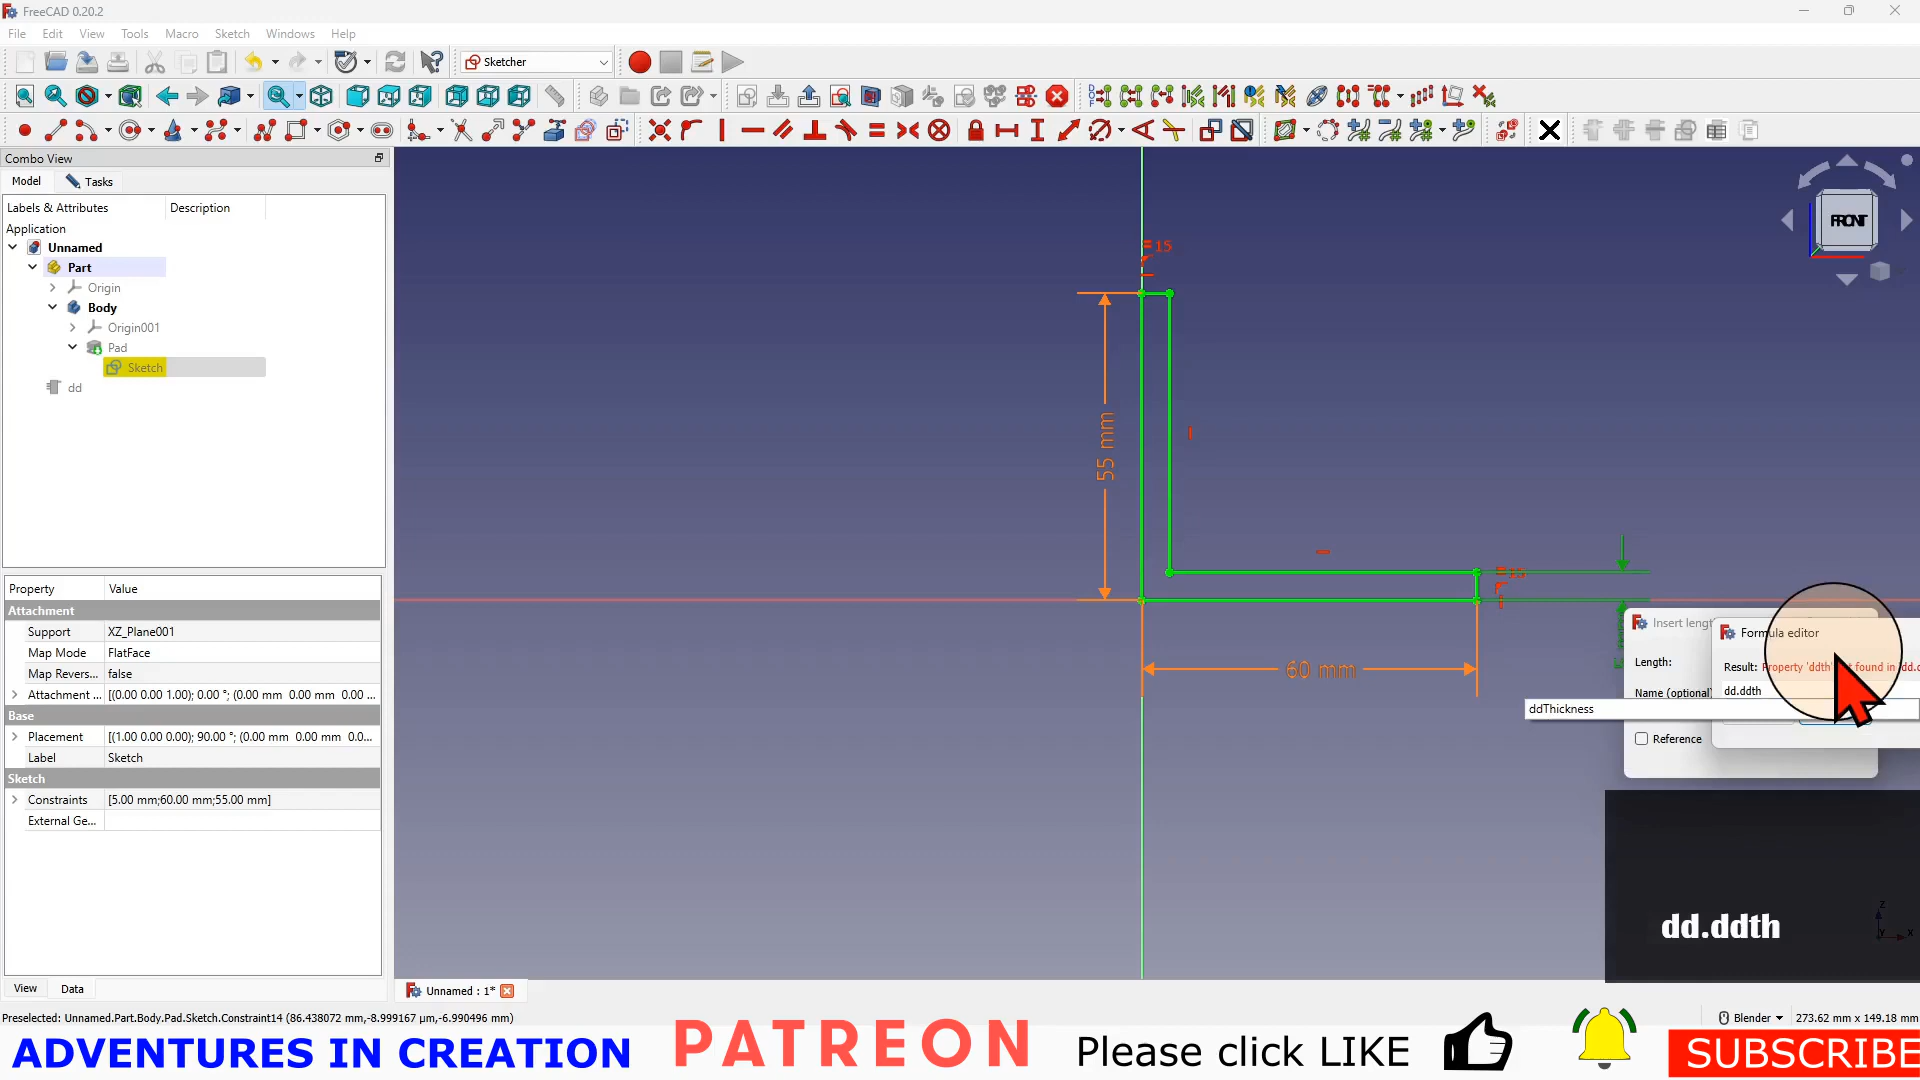 FreeCAD 0.20.2
File Edit View Tools Macro Sketch Windows Help
Sketcher
Combo View
Model Tasks
Labels & Attributes Description
Application
Unnamed
Part
Origin
Body
Origin001
Pad
Sketch
dd
Property Value
Attachment
Support XZ_Plane001
Map Mode FlatFace
Map Revers... false
Attachment ... [(0.00 0.00 1.00); 0.00 °; (0.00 mm 0.00 mm 0.00 ...
Base
Placement [(1.00 0.00 0.00); 90.00 °; (0.00 mm 0.00 mm 0.0...
Label Sketch
Sketch
Constraints [5.00 mm;60.00 mm;55.00 mm]
External Ge...
View Data
15
55 mm
60 mm
FRONT
Insert length
Length:
Name (optional)
Reference
Formula editor
Result: Property 'ddth'
found in 'dd.
dd.ddth
ddThickness
dd.ddth
z
Y
x
Unnamed : 1*
Preselected: Unnamed.Part.Body.Pad.Sketch.Constraint14 (86.438072 mm,-8.999167 µm,-6.990496 mm)
Blender 273.62 mm x 149.18 mm
ADVENTURES IN CREATION PATREON Please click LIKE SUBSCRIBE